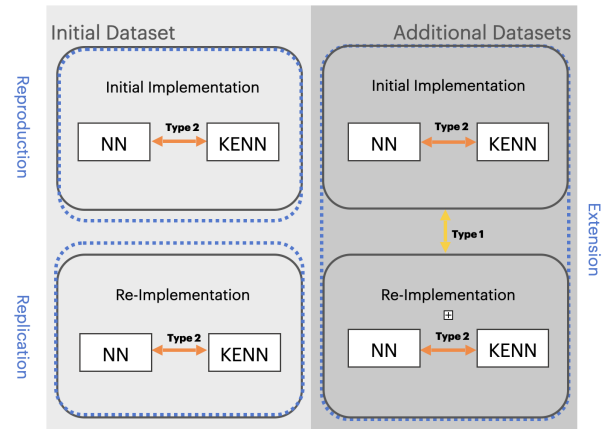 Initial Dataset
Additional Datasets
Reproduction
Initial Implementation
Type 2
NN
KENN
Initial Implementation
Type 2
NN
KENN
Type 1
Extension
Replication
Re-Implementation
Type 2
NN
KENN
Re-Implementation
Type 2
NN
KENN